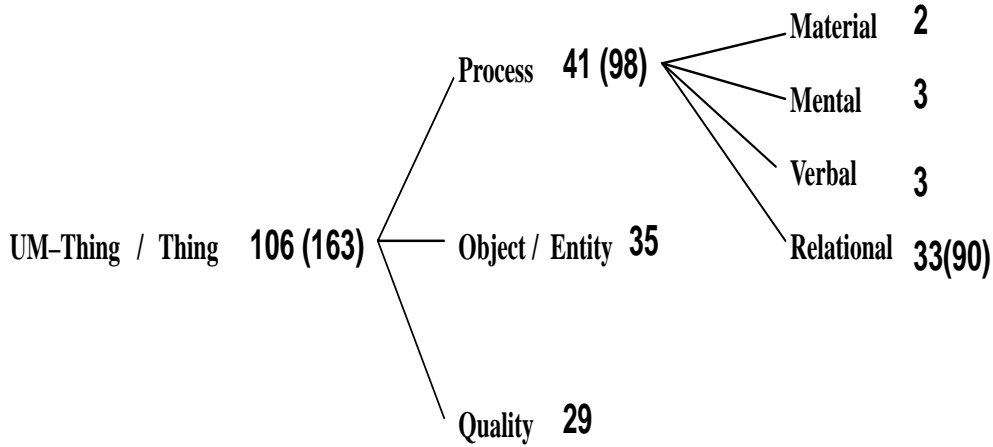 Material 2
Process 41 (98)
Mental 3
Verbal 3
UM–Thing / Thing 106 (163)
Object / Entity 35
Relational 33(90)
Quality 29